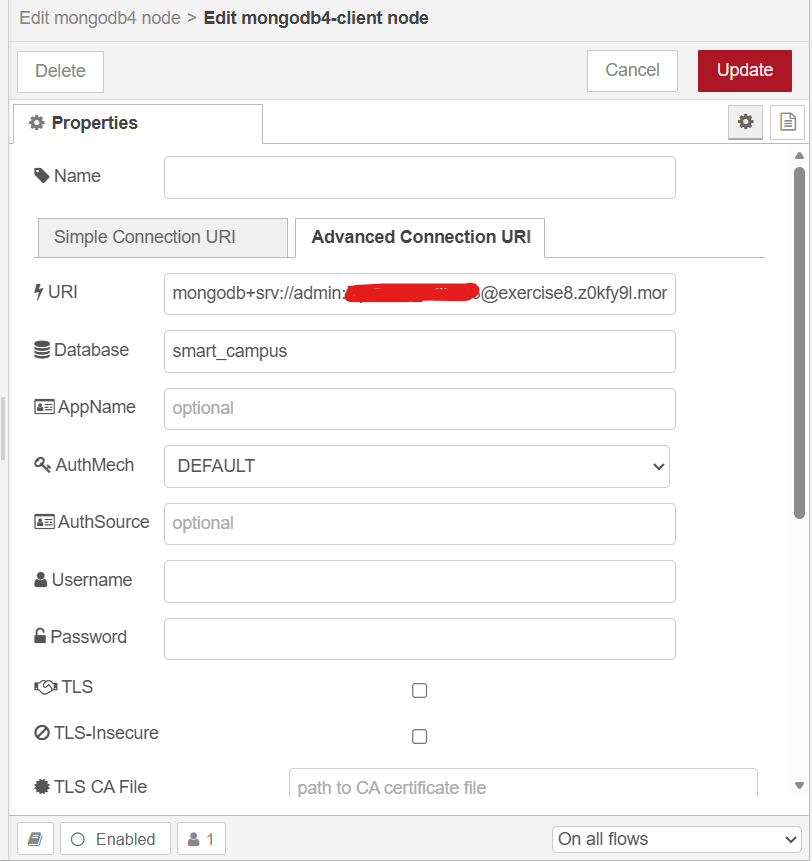 Edit mongodb4 node > Edit mongodb4-client node
Delete
Cancel
Update
Properties
Name
Simple Connection URI
Advanced Connection URI
URI
mongodb+srv://admin: @exercise8.z0kfy9l.mor
Database
smart_campus
AppName
optional
AuthMech
DEFAULT
AuthSource
optional
Username
Password
TLS
TLS-Insecure
TLS CA File
path to CA certificate file
Enabled
1
On all flows